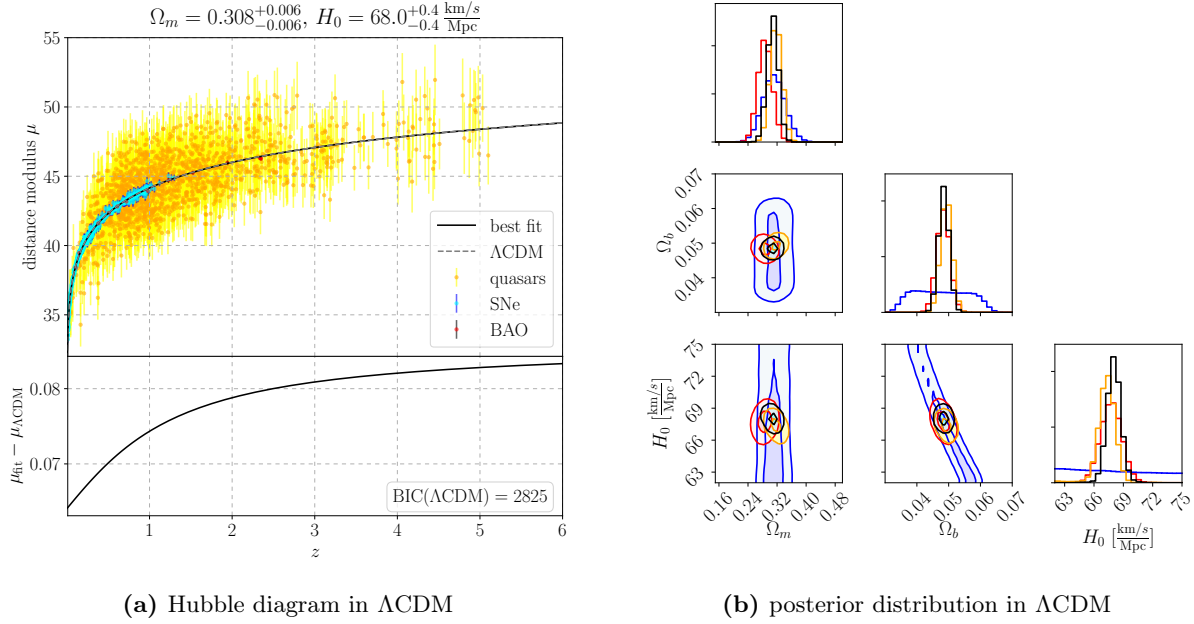 Ωₘ = 0.308⁺⁰·⁰⁰⁶₋₀.₀₀₆, H₀ = 68.0⁺⁰·⁴₋₀.₄ km/s/Mpc
55
50
45
40
35
distance modulus μ
best fit
ΛCDM
quasars
SNe
BAO
0.08
0.07
μ_fit − μ_ΛCDM
BIC(ΛCDM) = 2825
1 2 3 4 5 6
z
(a) Hubble diagram in ΛCDM
0.07
0.06
0.05
0.04
Ω_b
75
72
69
66
63
H₀ [km/s/Mpc]
0.16 0.24 0.32 0.40 0.48
Ωₘ
0.04 0.05 0.06 0.07
Ω_b
63 66 69 72 75
H₀ [km/s/Mpc]
(b) posterior distribution in ΛCDM